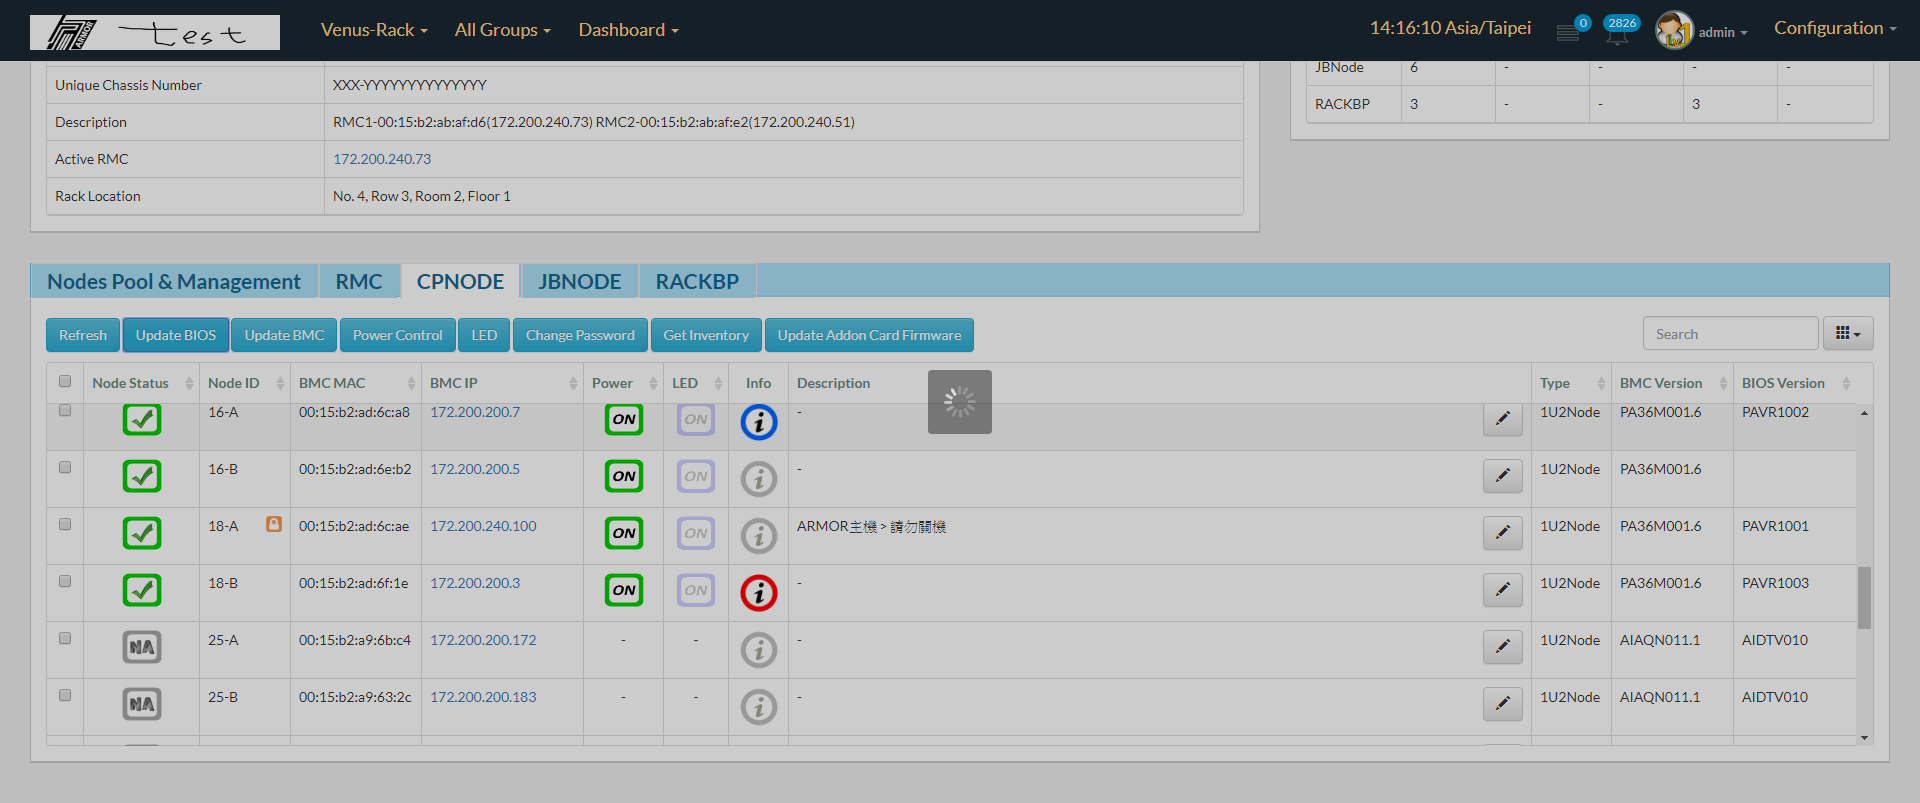 ARMOR test Venus-Rack All Groups Dashboard 14:16:10 Asia/Taipei 0 2826 admin Configuration
Unique Chassis Number XXX-YYYYYYYYYYYYYY
Description RMC1-00:15:b2:ab:af:d6(172.200.240.73) RMC2-00:15:b2:ab:af:e2(172.200.240.51)
Active RMC 172.200.240.73
Rack Location No. 4, Row 3, Room 2, Floor 1
JBNode 6 - - - -
RACKBP 3 - - 3 -
Nodes Pool & Management RMC CPNODE JBNODE RACKBP
Refresh Update BIOS Update BMC Power Control LED Change Password Get Inventory Update Addon Card Firmware Search
Node Status Node ID BMC MAC BMC IP Power LED Info Description Type BMC Version BIOS Version
16-A 00:15:b2:ad:6c:a8 172.200.200.7 ON ON i - 1U2Node PA36M001.6 PAVR1002
16-B 00:15:b2:ad:6e:b2 172.200.200.5 ON ON i - 1U2Node PA36M001.6
18-A 00:15:b2:ad:6c:ae 172.200.240.100 ON ON i ARMOR主機 > 請勿關機 1U2Node PA36M001.6 PAVR1001
18-B 00:15:b2:ad:6f:1e 172.200.200.3 ON ON i - 1U2Node PA36M001.6 PAVR1003
NA 25-A 00:15:b2:a9:6b:c4 172.200.200.172 - - i - 1U2Node AIAQN011.1 AIDTV010
NA 25-B 00:15:b2:a9:63:2c 172.200.200.183 - - i - 1U2Node AIAQN011.1 AIDTV010